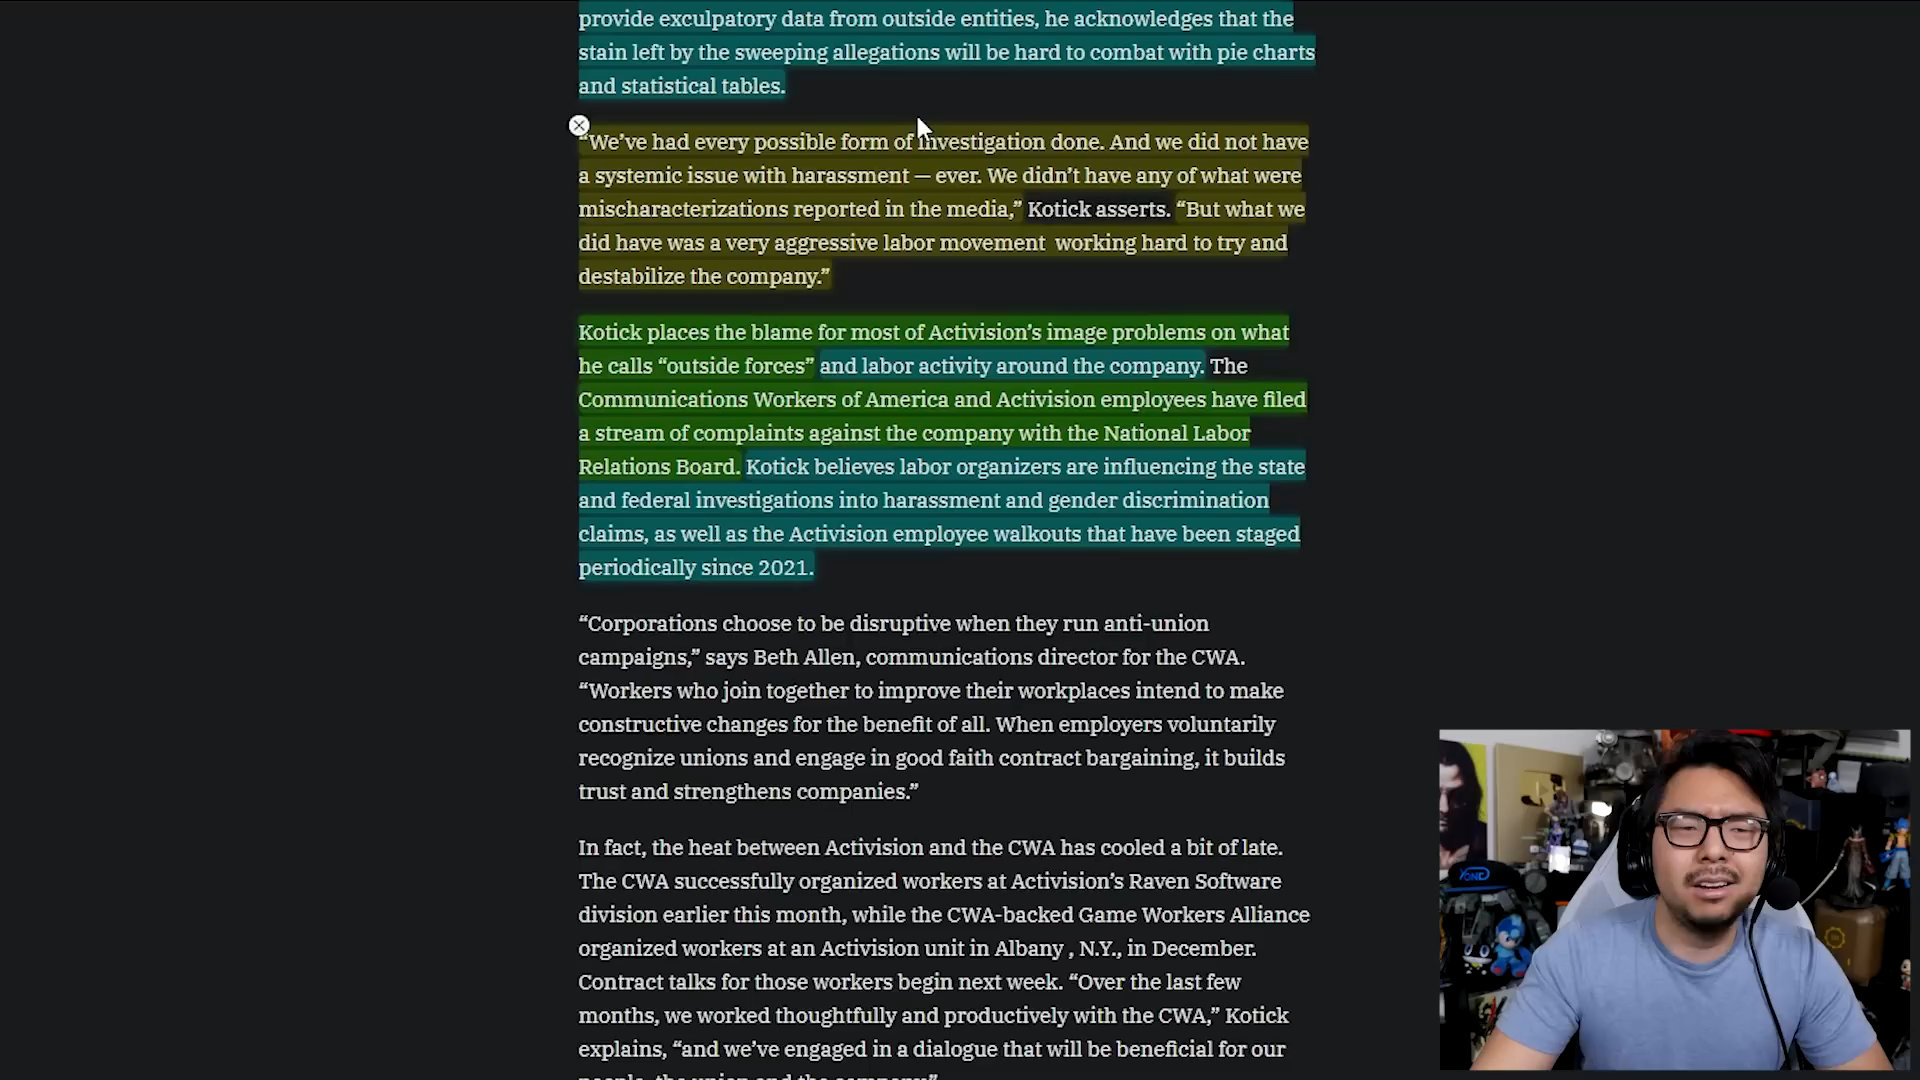 provide exculpatory data from outside entities, he acknowledges that the
stain left by the sweeping allegations will be hard to combat with pie charts
and statistical tables.
“We’ve had every possible form of investigation done. And we did not have
a systemic issue with harassment — ever. We didn’t have any of what were
mischaracterizations reported in the media,” Kotick asserts. “But what we
did have was a very aggressive labor movement  working hard to try and
destabilize the company.”
Kotick places the blame for most of Activision’s image problems on what
he calls “outside forces” and labor activity around the company. The
Communications Workers of America and Activision employees have filed
a stream of complaints against the company with the National Labor
Relations Board. Kotick believes labor organizers are influencing the state
and federal investigations into harassment and gender discrimination
claims, as well as the Activision employee walkouts that have been staged
periodically since 2021.
“Corporations choose to be disruptive when they run anti-union
campaigns,” says Beth Allen, communications director for the CWA.
“Workers who join together to improve their workplaces intend to make
constructive changes for the benefit of all. When employers voluntarily
recognize unions and engage in good faith contract bargaining, it builds
trust and strengthens companies.”
In fact, the heat between Activision and the CWA has cooled a bit of late.
The CWA successfully organized workers at Activision’s Raven Software
division earlier this month, while the CWA-backed Game Workers Alliance
organized workers at an Activision unit in Albany , N.Y., in December.
Contract talks for those workers begin next week. “Over the last few
months, we worked thoughtfully and productively with the CWA,” Kotick
explains, “and we’ve engaged in a dialogue that will be beneficial for our
people, the union and the company.”